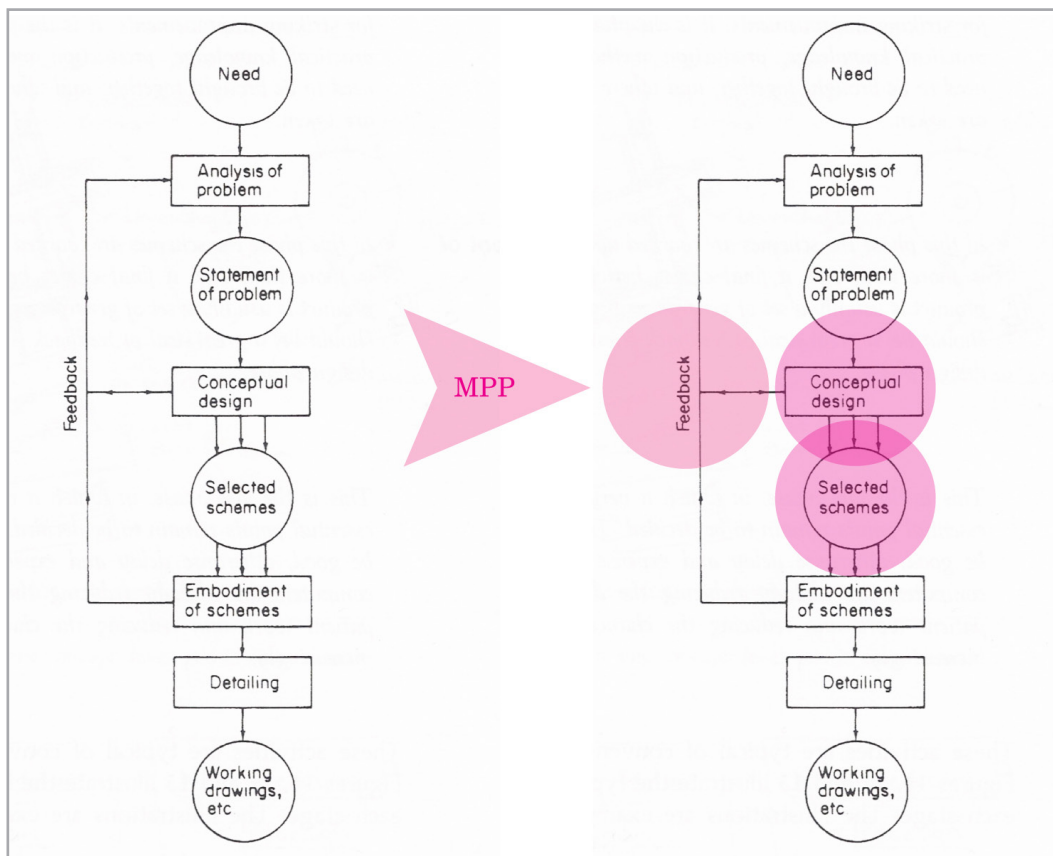 Need
Analysis of
problem
Statement
of problem
Feedback
Conceptual
design
Selected
schemes
Embodiment
of schemes
Detailing
Working
drawings,
etc
MPP
Need
Analysis of
problem
Statement
of problem
Feedback
Conceptual
design
Selected
schemes
Embodiment
of schemes
Detailing
Working
drawings,
etc